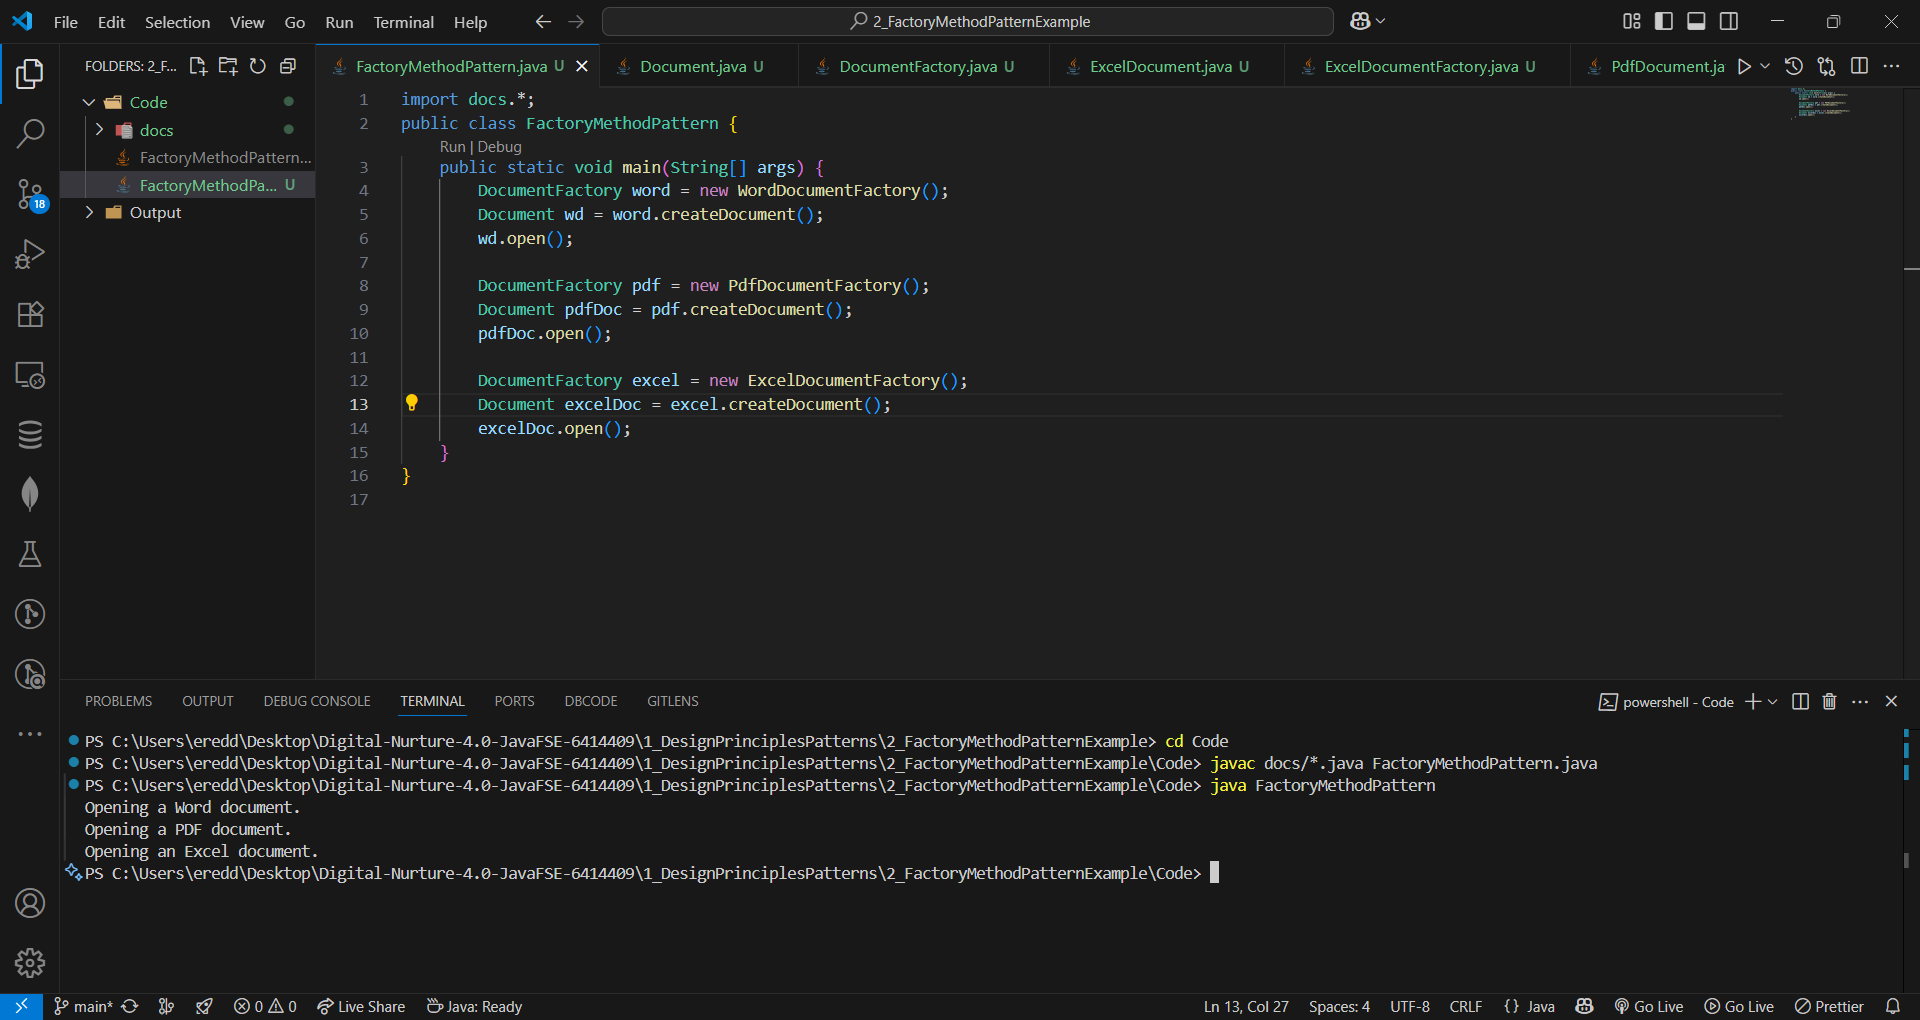 File Edit Selection View Go Run Terminal Help
2_FactoryMethodPatternExample
FOLDERS: 2_F...
Code
docs
FactoryMethodPattern...
FactoryMethodPa... U
Output
18
FactoryMethodPattern.java U
Document.java U
DocumentFactory.java U
ExcelDocument.java U
ExcelDocumentFactory.java U
PdfDocument.ja
1 import docs.*;
2 public class FactoryMethodPattern {
Run | Debug
3 public static void main(String[] args) {
4 DocumentFactory word = new WordDocumentFactory();
5 Document wd = word.createDocument();
6 wd.open();
7
8 DocumentFactory pdf = new PdfDocumentFactory();
9 Document pdfDoc = pdf.createDocument();
10 pdfDoc.open();
11
12 DocumentFactory excel = new ExcelDocumentFactory();
13 Document excelDoc = excel.createDocument();
14 excelDoc.open();
15 }
16 }
17
PROBLEMS OUTPUT DEBUG CONSOLE TERMINAL PORTS DBCODE GITLENS
powershell - Code
PS C:\Users\eredd\Desktop\Digital-Nurture-4.0-JavaFSE-6414409\1_DesignPrinciplesPatterns\2_FactoryMethodPatternExample> cd Code
PS C:\Users\eredd\Desktop\Digital-Nurture-4.0-JavaFSE-6414409\1_DesignPrinciplesPatterns\2_FactoryMethodPatternExample\Code> javac docs/*.java FactoryMethodPattern.java
PS C:\Users\eredd\Desktop\Digital-Nurture-4.0-JavaFSE-6414409\1_DesignPrinciplesPatterns\2_FactoryMethodPatternExample\Code> java FactoryMethodPattern
Opening a Word document.
Opening a PDF document.
Opening an Excel document.
PS C:\Users\eredd\Desktop\Digital-Nurture-4.0-JavaFSE-6414409\1_DesignPrinciplesPatterns\2_FactoryMethodPatternExample\Code>
main* 0 0 Live Share Java: Ready Ln 13, Col 27 Spaces: 4 UTF-8 CRLF {} Java Go Live Go Live Prettier